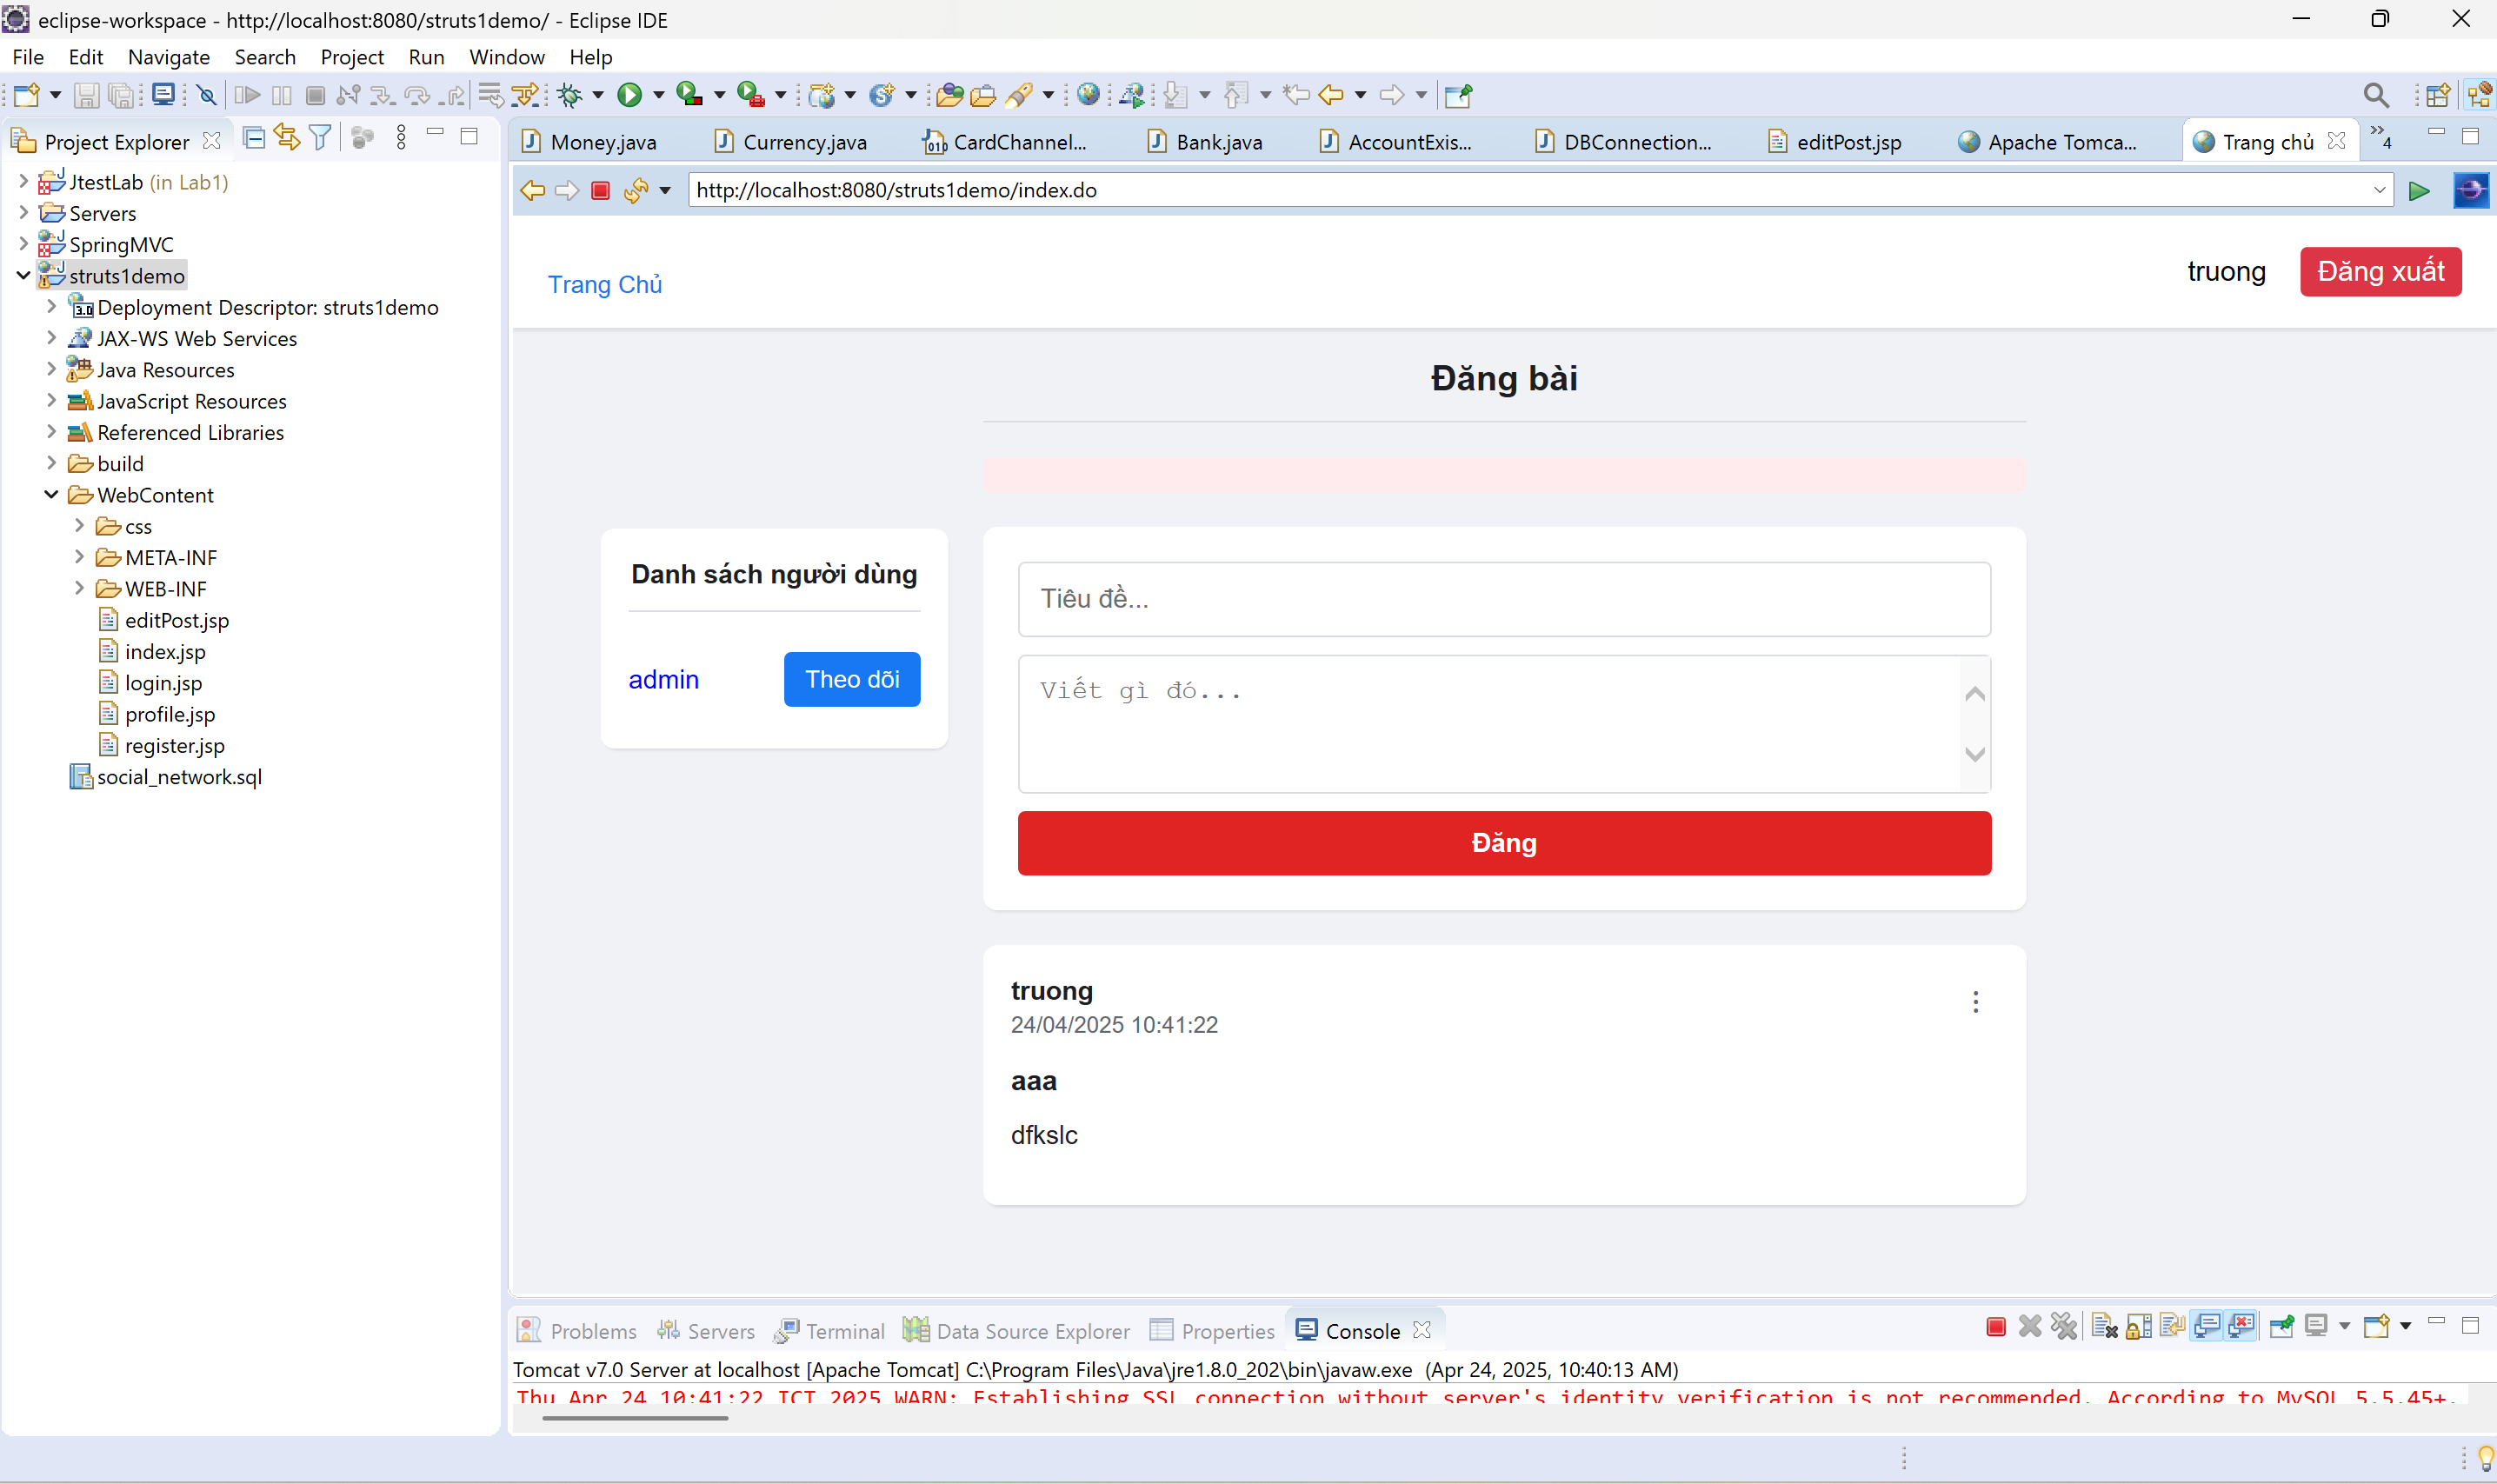 eclipse-workspace - http://localhost:8080/struts1demo/ - Eclipse IDE
File Edit Navigate Search Project Run Window Help
Project Explorer
Money.java Currency.java CardChannel... Bank.java AccountExis... DBConnection... editPost.jsp Apache Tomca... Trang chủ 4
http://localhost:8080/struts1demo/index.do
JtestLab (in Lab1)
Servers
SpringMVC
struts1demo
Deployment Descriptor: struts1demo
JAX-WS Web Services
Java Resources
JavaScript Resources
Referenced Libraries
build
WebContent
css
META-INF
WEB-INF
editPost.jsp
index.jsp
login.jsp
profile.jsp
register.jsp
social_network.sql
Trang Chủ
truong Đăng xuất
Đăng bài
Danh sách người dùng
admin Theo dõi
Tiêu đề...
Viết gì đó...
Đăng
truong
24/04/2025 10:41:22
aaa
dfkslc
Problems Servers Terminal Data Source Explorer Properties Console
Tomcat v7.0 Server at localhost [Apache Tomcat] C:\Program Files\Java\jre1.8.0_202\bin\javaw.exe (Apr 24, 2025, 10:40:13 AM)
Thu Apr 24 10:41:22 ICT 2025 WARN: Establishing SSL connection without server's identity verification is not recommended. According to MySQL 5.5.45+,